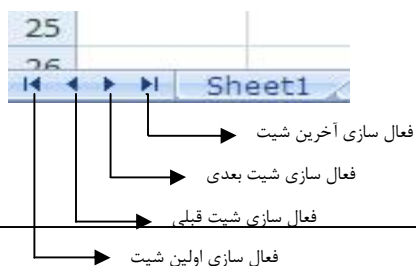 25
26
Sheet1
فعال سازی آخرین شیت
فعال سازی شیت بعدی
فعال سازی شیت قبلی
فعال سازی اولین شیت